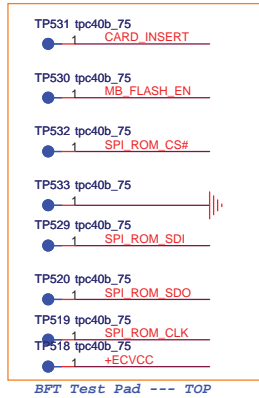 TP531 tpc40b_75
1 CARD_INSERT
TP530 tpc40b_75
1 MB_FLASH_EN
TP532 tpc40b_75
1 SPI_ROM_CS#
TP533 tpc40b_75
1
TP529 tpc40b_75
1 SPI_ROM_SDI
TP520 tpc40b_75
1 SPI_ROM_SDO
TP519 tpc40b_75
1 SPI_ROM_CLK
TP518 tpc40b_75
1 +ECVCC
BFT Test Pad --- TOP